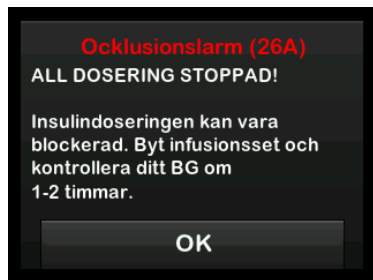 Ocklusionslarm (26A)
ALL DOSERING STOPPAD!
Insulindoseringen kan vara
blockerad. Byt infusionsset och
kontrollera ditt BG om
1-2 timmar.
OK